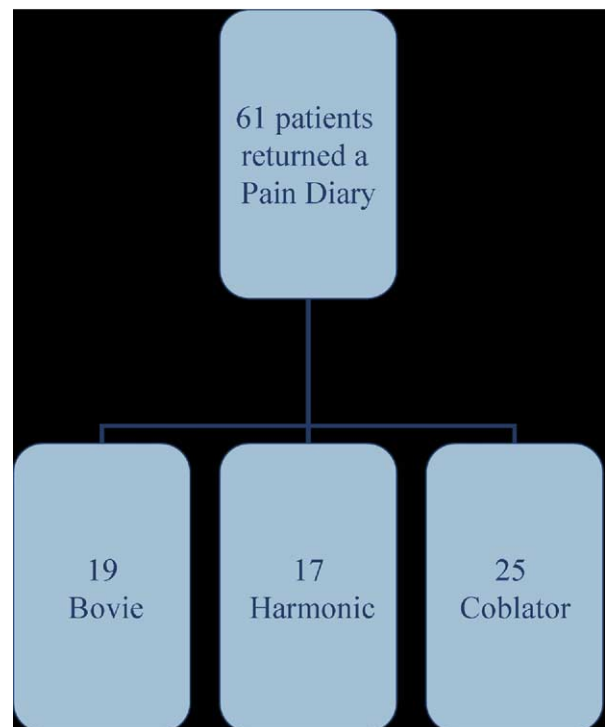 61 patients
returned a
Pain Diary
19
Bovie
17
Harmonic
25
Coblator